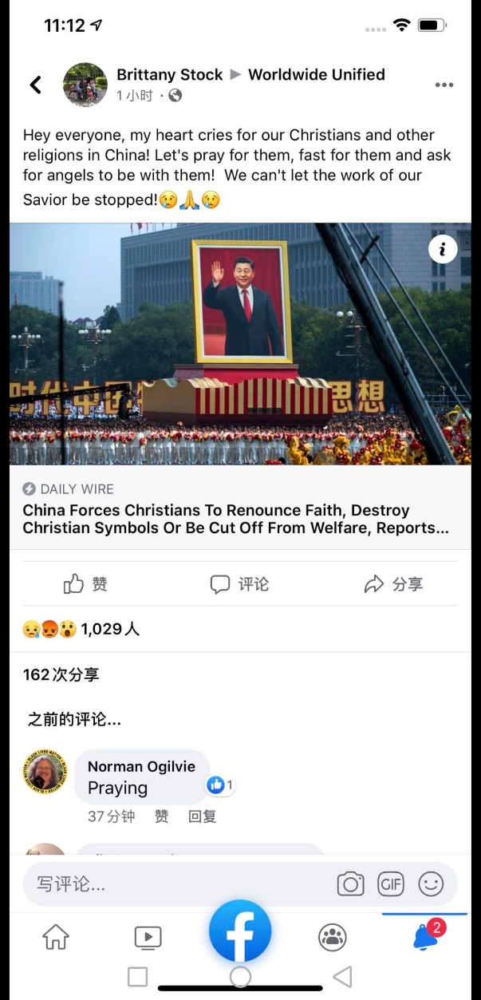 11:12
Brittany Stock ▶ Worldwide Unified
1 小时 ·
Hey everyone, my heart cries for our Christians and other
religions in China! Let's pray for them, fast for them and ask
for angels to be with them! We can't let the work of our
Savior be stopped!😢🙏😢
i
时代中国
思想
DAILY WIRE
China Forces Christians To Renounce Faith, Destroy
Christian Symbols Or Be Cut Off From Welfare, Reports...
赞 评论 分享
1,029人
162次分享
之前的评论...
BLACK LIVES MATTER
Norman Ogilvie
Praying
1
37分钟 赞 回复
写评论...
GIF
2